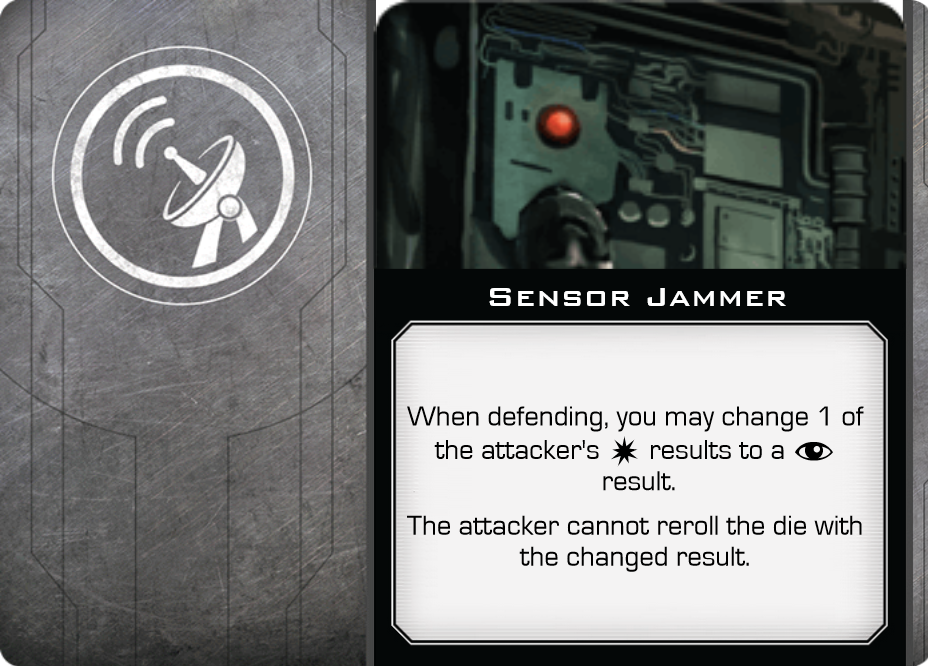 Sensor Jammer
When defending, you may change 1 of
the attacker's results to a
result.
The attacker cannot reroll the die with
the changed result.